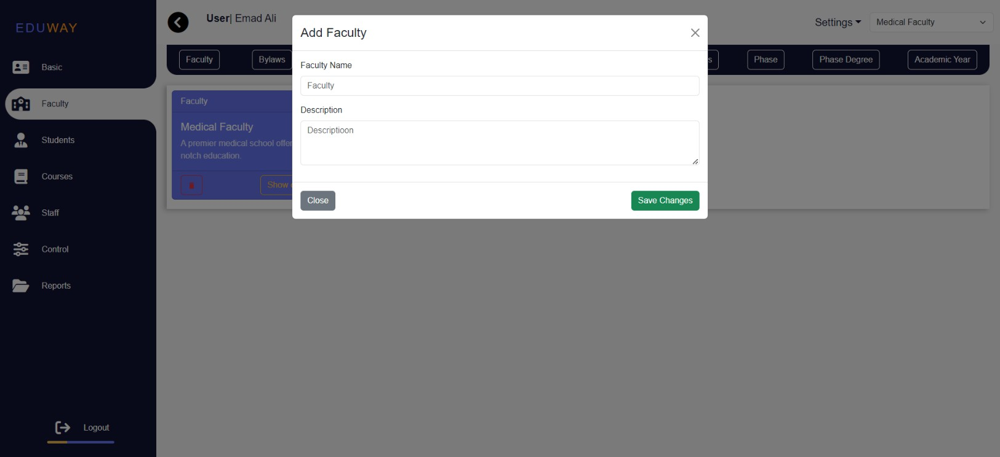 EDUWAY
Basic
Faculty
Students
Courses
Staff
Control
Reports
Logout
User| Emad Ali
Settings
Medical Faculty
Faculty
Bylaws
s
Phase
Phase Degree
Academic Year
Faculty
Medical Faculty
A premier medical school offer
notch education.
Show
Add Faculty
Faculty Name
Faculty
Description
Descriptioon
Close
Save Changes